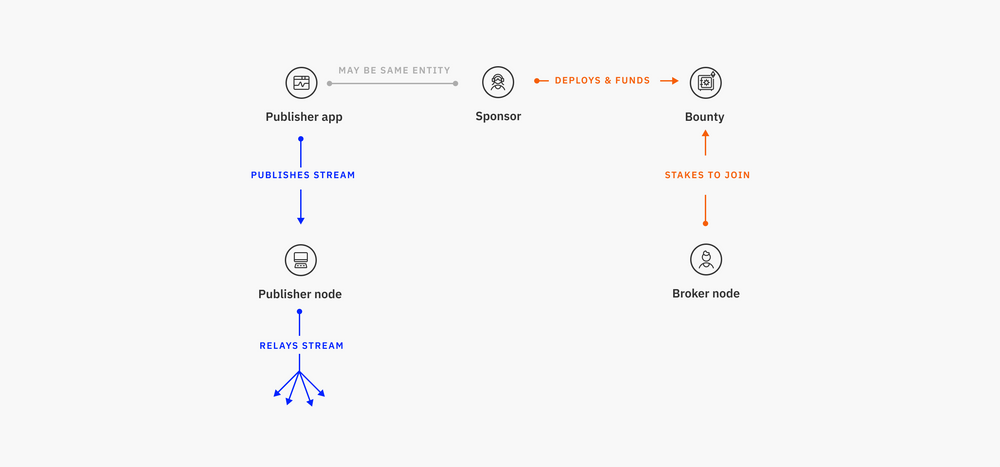 MAY BE SAME ENTITY
DEPLOYS & FUNDS
Publisher app
Sponsor
Bounty
PUBLISHES STREAM
STAKES TO JOIN
Publisher node
Broker node
RELAYS STREAM